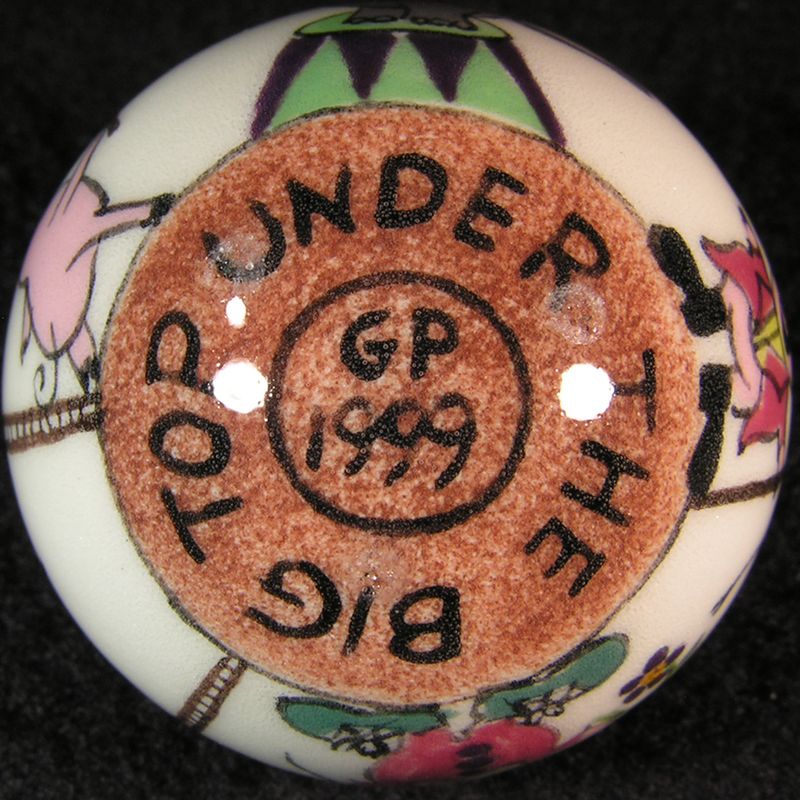 UNDER THE BIG TOP
GP
1999